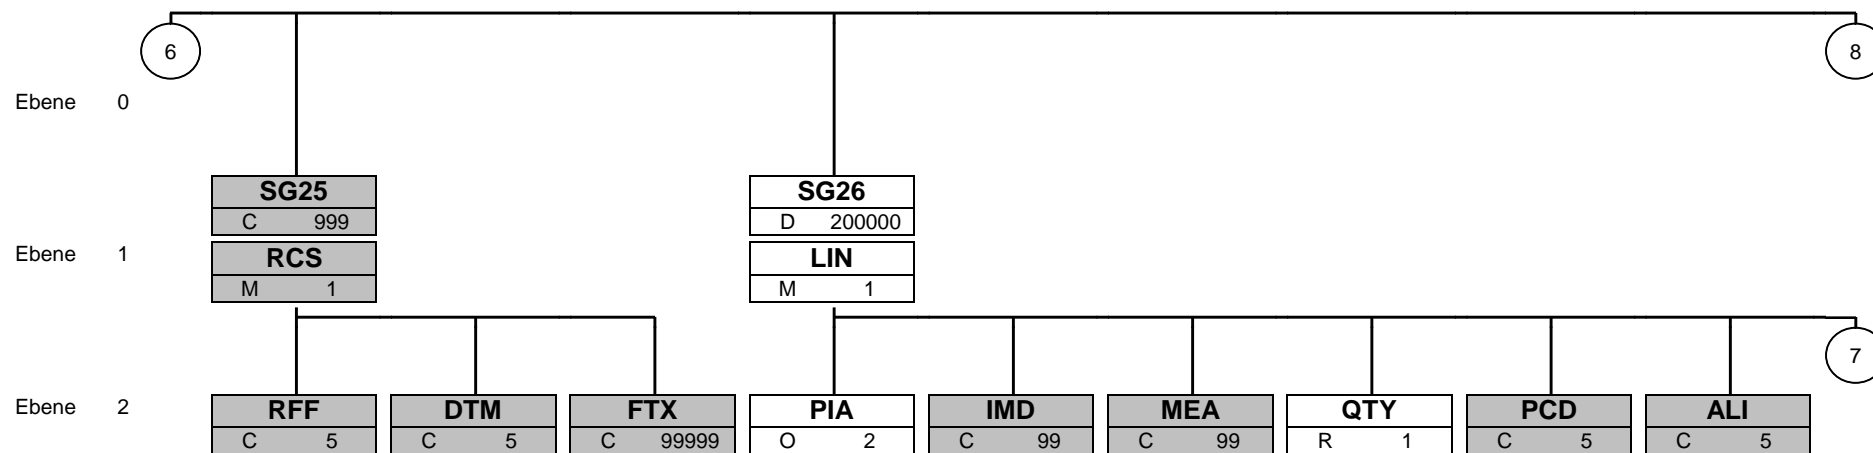 6
8
Ebene 0
SG25 SG26
C 999 D 200000
Ebene 1
RCS LIN
M 1 M 1
7
Ebene 2
RFF DTM FTX PIA IMD MEA QTY PCD ALI
C 5 C 5 C 99999 O 2 C 99 C 99 R 1 C 5 C 5